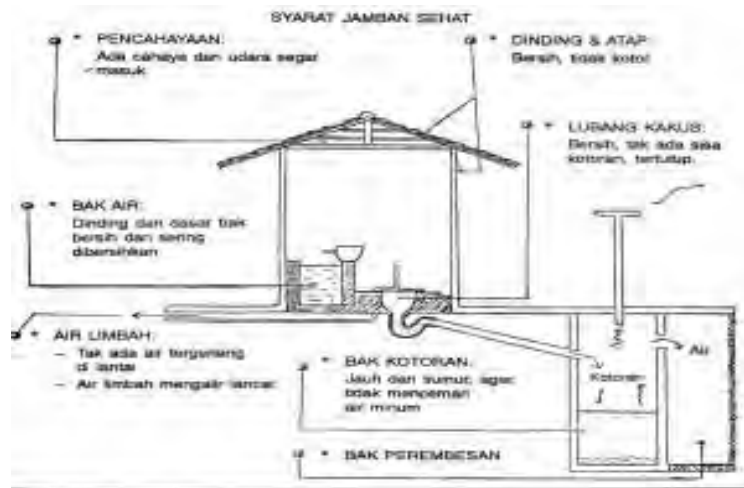 SYARAT JAMBAN SEHAT
* PENCAHAYAAN:
Ada cahaya dan udara segar
masuk
* DINDING & ATAP:
Bersih, tidak kotor
* LUBANG KAKUS:
Bersih, tak ada sisa
kotoran, tertutup.
* BAK AIR:
Dinding dan dasar bak
bersih dan sering
dibersihkan
* AIR LIMBAH:
- Tak ada air tergenang
di lantai
- Air limbah mengalir lancar
* BAK KOTORAN:
Jauh dari sumur, agar
tidak mencemari
air minum
Kotoran
Air
* BAK PEREMBESAN